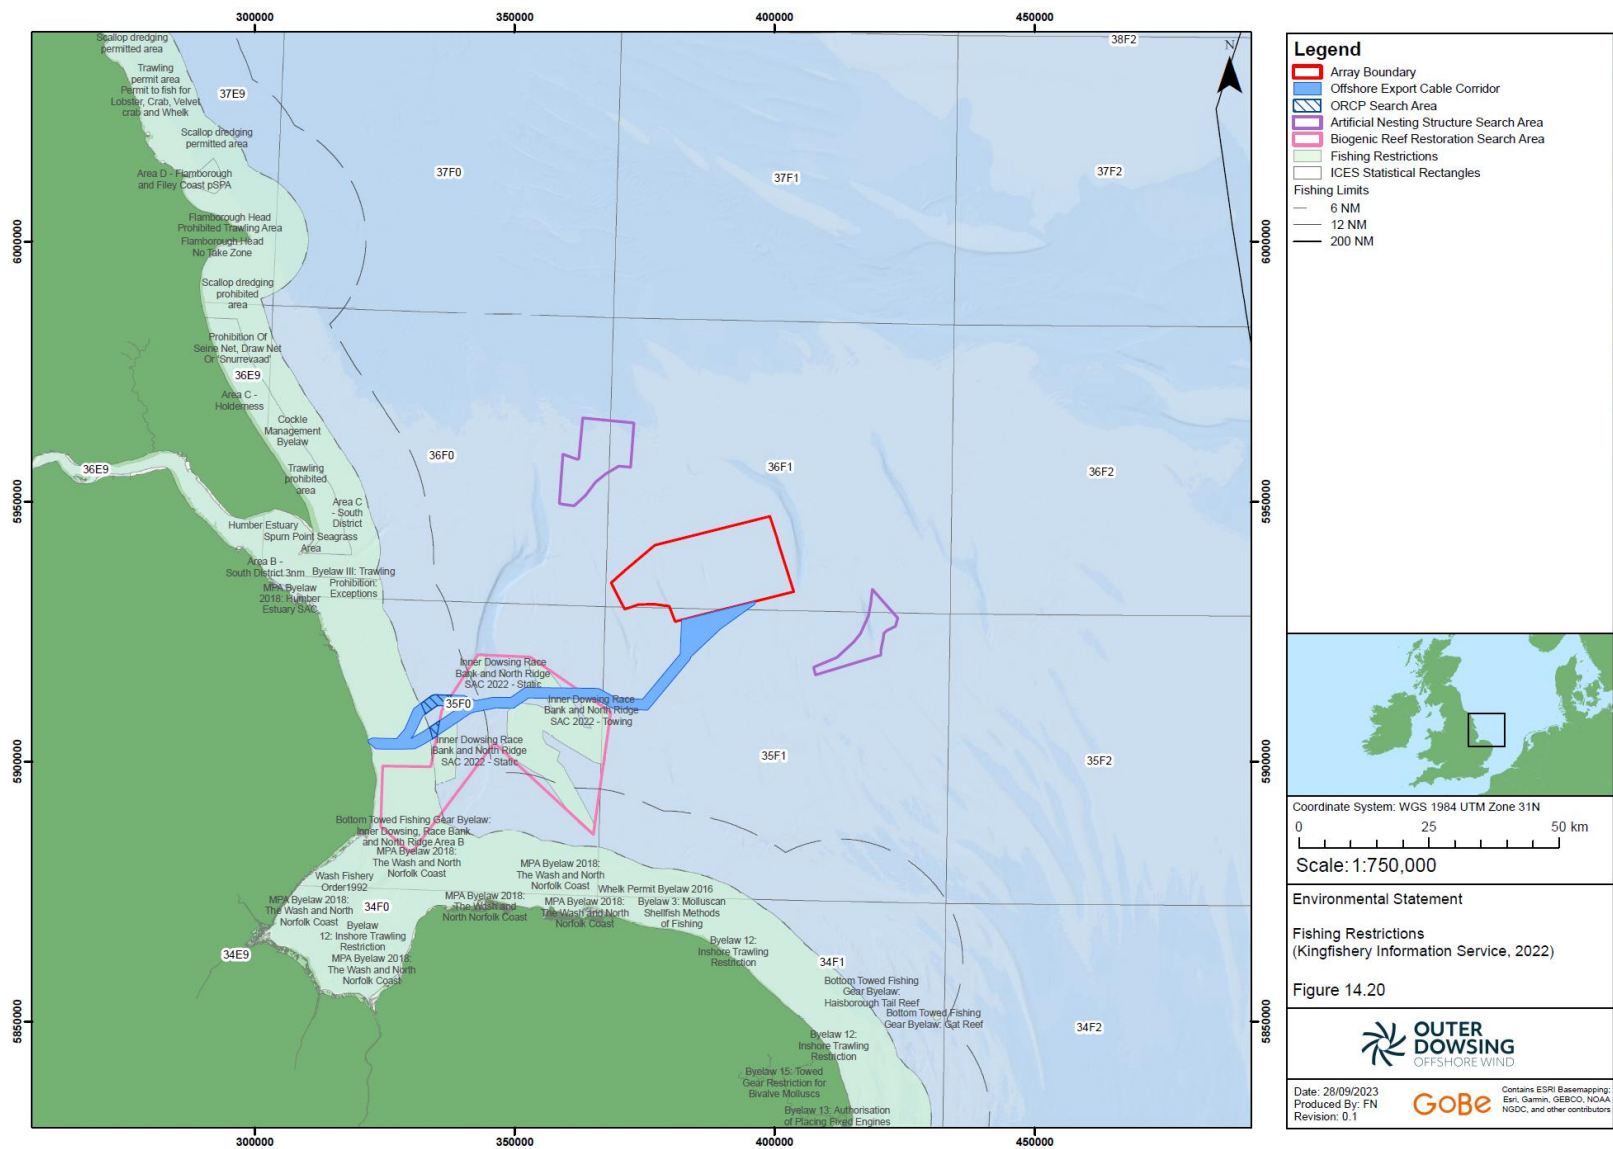 300000
350000
400000
450000
Scallop dredging
permitted area
Trawling
permit area
Permit to fish for
Lobster, Crab, Velvet
crab and Whelk
37E9
Scallop dredging
permitted area
Area D - Flamborough
and Filey Coast pSPA
Flamborough Head
Prohibited Trawling Area
Flamborough Head
No Take Zone
Scallop dredging
prohibited
area
Prohibition Of
Seine Net, Draw Net
Or 'Snurrevaad'
36E9
Area C -
Holderness
Cockle
Management
Byelaw
Trawling
prohibited
area
36E9
Area C
- South
District
Humber Estuary
Spurn Point Seagrass
Area
Area B -
South District 3nm
Byelaw III: Trawling
Prohibition:
Exceptions
MPA Byelaw
2018: Humber
Estuary SAC
38F2
37F0
37F1
37F2
36F0
36F1
36F2
Inner Dowsing Race
Bank and North Ridge
SAC 2022 - Static
35F0
Inner Dowsing Race
Bank and North Ridge
SAC 2022 - Towing
Inner Dowsing Race
Bank and North Ridge
SAC 2022 - Static
35F1
35F2
Bottom Towed Fishing Gear Byelaw:
Inner Dowsing, Race Bank
and North Ridge Area B
MPA Byelaw 2018:
The Wash and North
Norfolk Coast
Wash Fishery
Order1992
MPA Byelaw 2018:
The Wash and North
Norfolk Coast
34F0
Byelaw
12: Inshore Trawling
Restriction
MPA Byelaw 2018:
The Wash and North
Norfolk Coast
34E9
MPA Byelaw 2018:
The Wash and
North Norfolk Coast
MPA Byelaw 2018:
The Wash and North
Norfolk Coast
MPA Byelaw 2018:
The Wash and North
Norfolk Coast
Whelk Permit Byelaw 2016
Byelaw 3: Molluscan
Shellfish Methods
of Fishing
Byelaw 12:
Inshore Trawling
Restriction
34F1
Bottom Towed Fishing
Gear Byelaw:
Haisborough Tail Reef
Bottom Towed Fishing
Gear Byelaw: Gat Reef
34F2
Byelaw 12:
Inshore Trawling
Restriction
Byelaw 15: Towed
Gear Restriction for
Bivalve Molluscs
Byelaw 13: Authorisation
of Placing Fixed Engines
N
6000000
5950000
5900000
5850000
6000000
5950000
5900000
5850000
300000
350000
400000
450000
Legend
Array Boundary
Offshore Export Cable Corridor
ORCP Search Area
Artificial Nesting Structure Search Area
Biogenic Reef Restoration Search Area
Fishing Restrictions
ICES Statistical Rectangles
Fishing Limits
6 NM
12 NM
200 NM
Coordinate System: WGS 1984 UTM Zone 31N
0 25 50 km
Scale: 1:750,000
Environmental Statement
Fishing Restrictions
(Kingfishery Information Service, 2022)
Figure 14.20
OUTER
DOWSING
OFFSHORE WIND
Date: 28/09/2023
Produced By: FN
Revision: 0.1
GoBe
Contains ESRI Basemapping:
Esri, Garmin, GEBCO, NOAA
NGDC, and other contributors